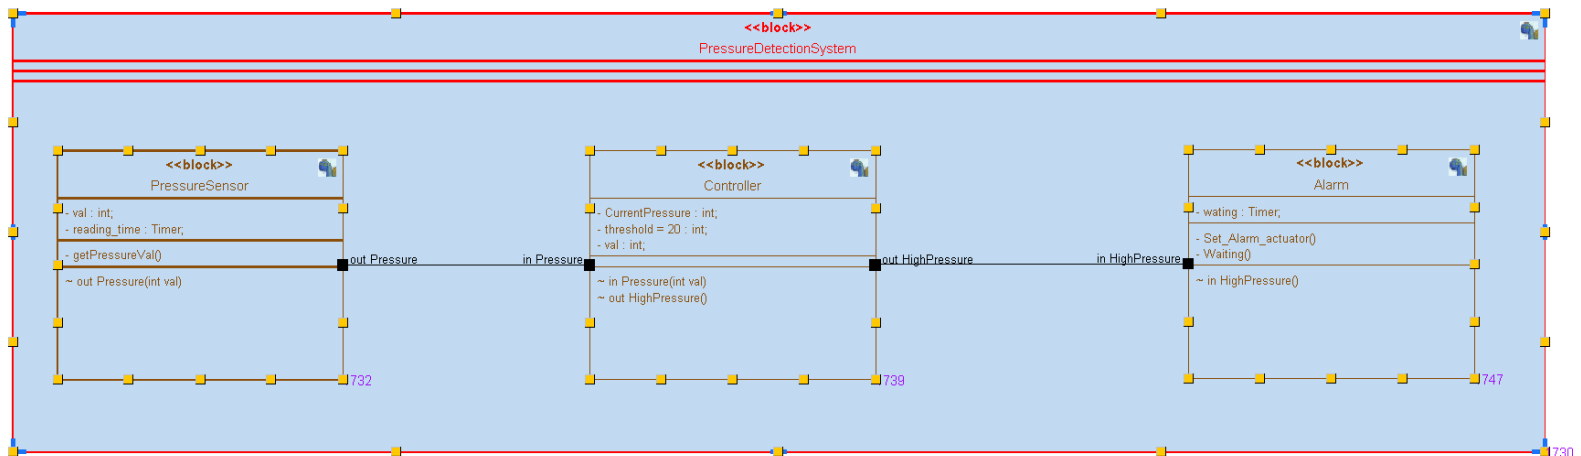 <<block>>
PressureDetectionSystem
<<block>>
PressureSensor
- val : int;
- reading_time : Timer;
- getPressureVal()
~ out Pressure(int val)
out Pressure
in Pressure
732
<<block>>
Controller
- CurrentPressure : int;
- threshold = 20 : int;
- val : int;
~ in Pressure(int val)
~ out HighPressure()
out HighPressure
in HighPressure
739
<<block>>
Alarm
- wating : Timer;
- Set_Alarm_actuator()
- Waiting()
~ in HighPressure()
747
730